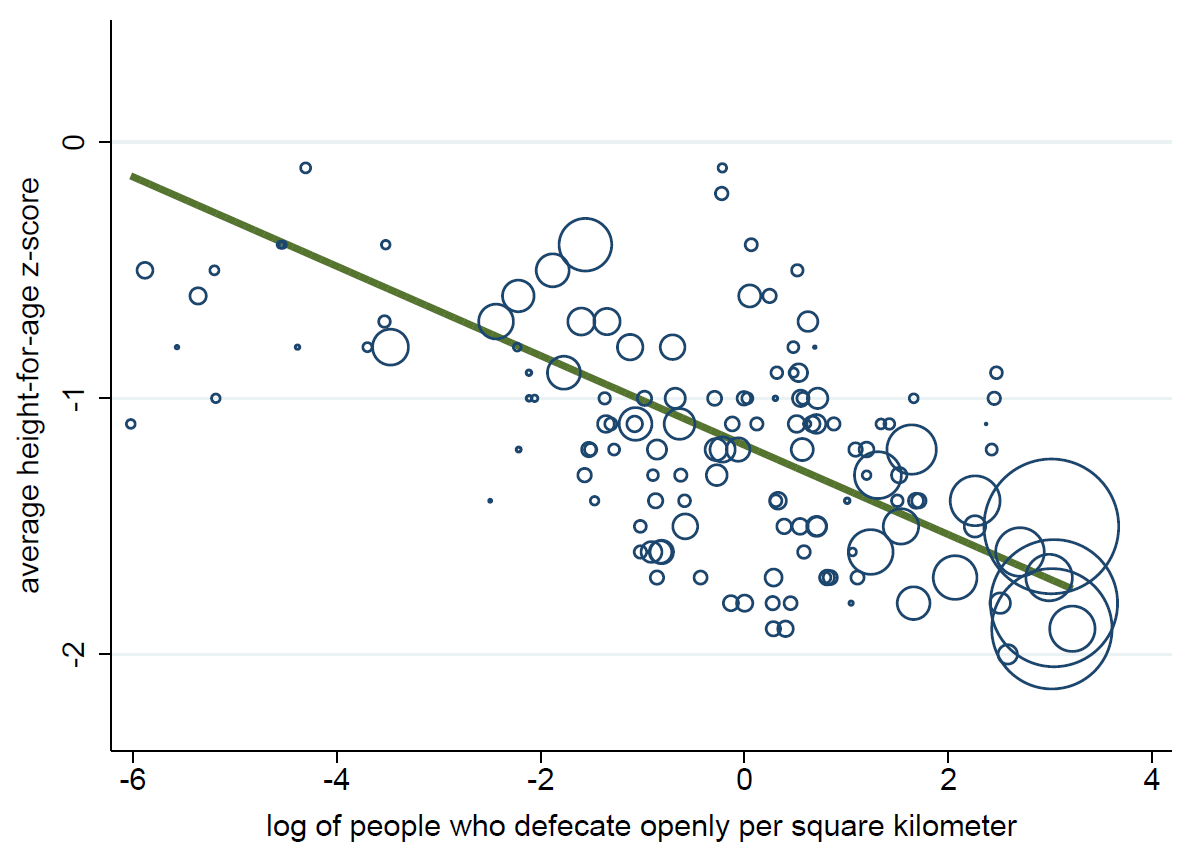 average height-for-age z-score
0
-1
-2
-6 -4 -2 0 2 4
log of people who defecate openly per square kilometer